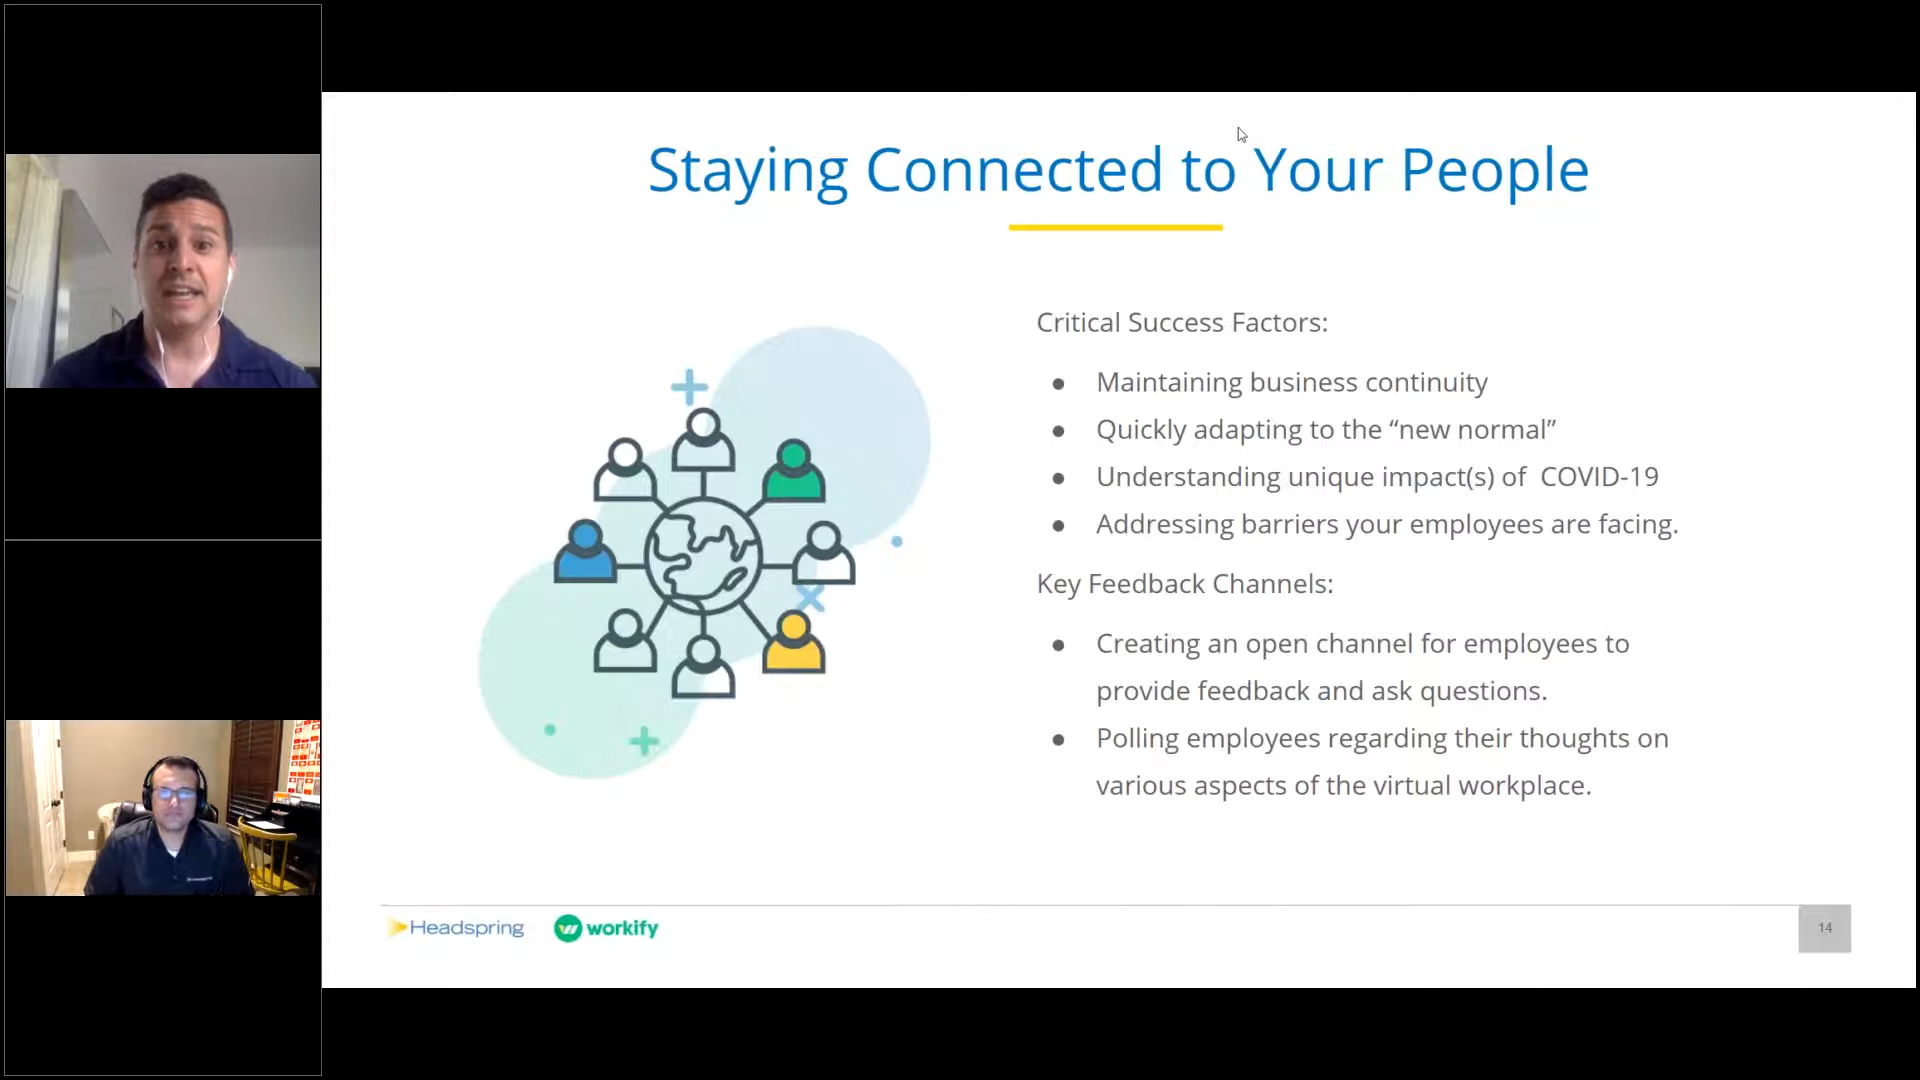 Staying Connected to Your People
Critical Success Factors:
● Maintaining business continuity
● Quickly adapting to the “new normal”
● Understanding unique impact(s) of  COVID-19
● Addressing barriers your employees are facing.
Key Feedback Channels:
● Creating an open channel for employees to
provide feedback and ask questions.
● Polling employees regarding their thoughts on
various aspects of the virtual workplace.
Headspring
workify
14